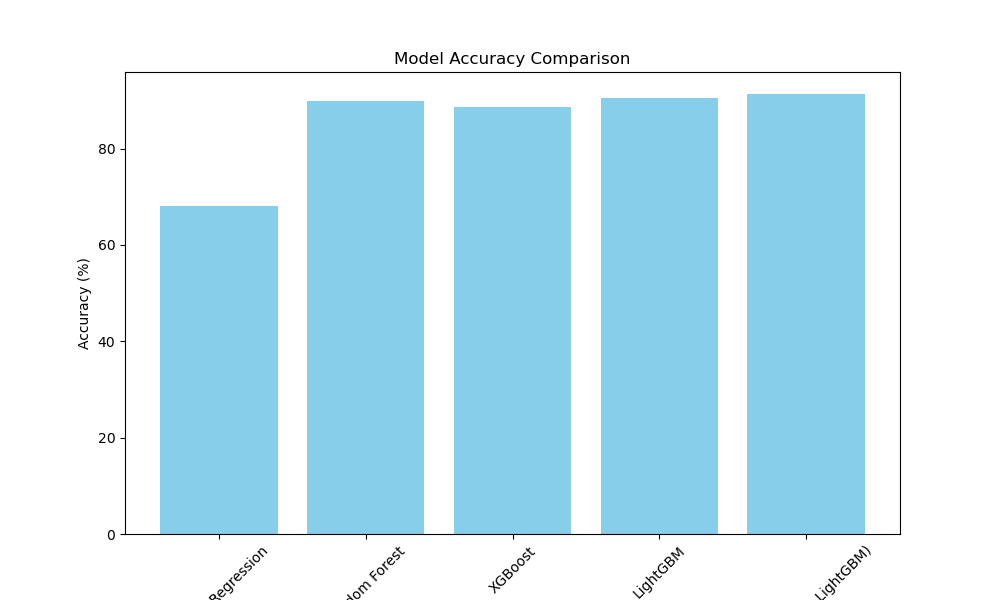 Model Accuracy Comparison
Accuracy (%)
80
60
40
20
0
Regression
dom Forest
XGBoost
LightGBM
LightGBM)